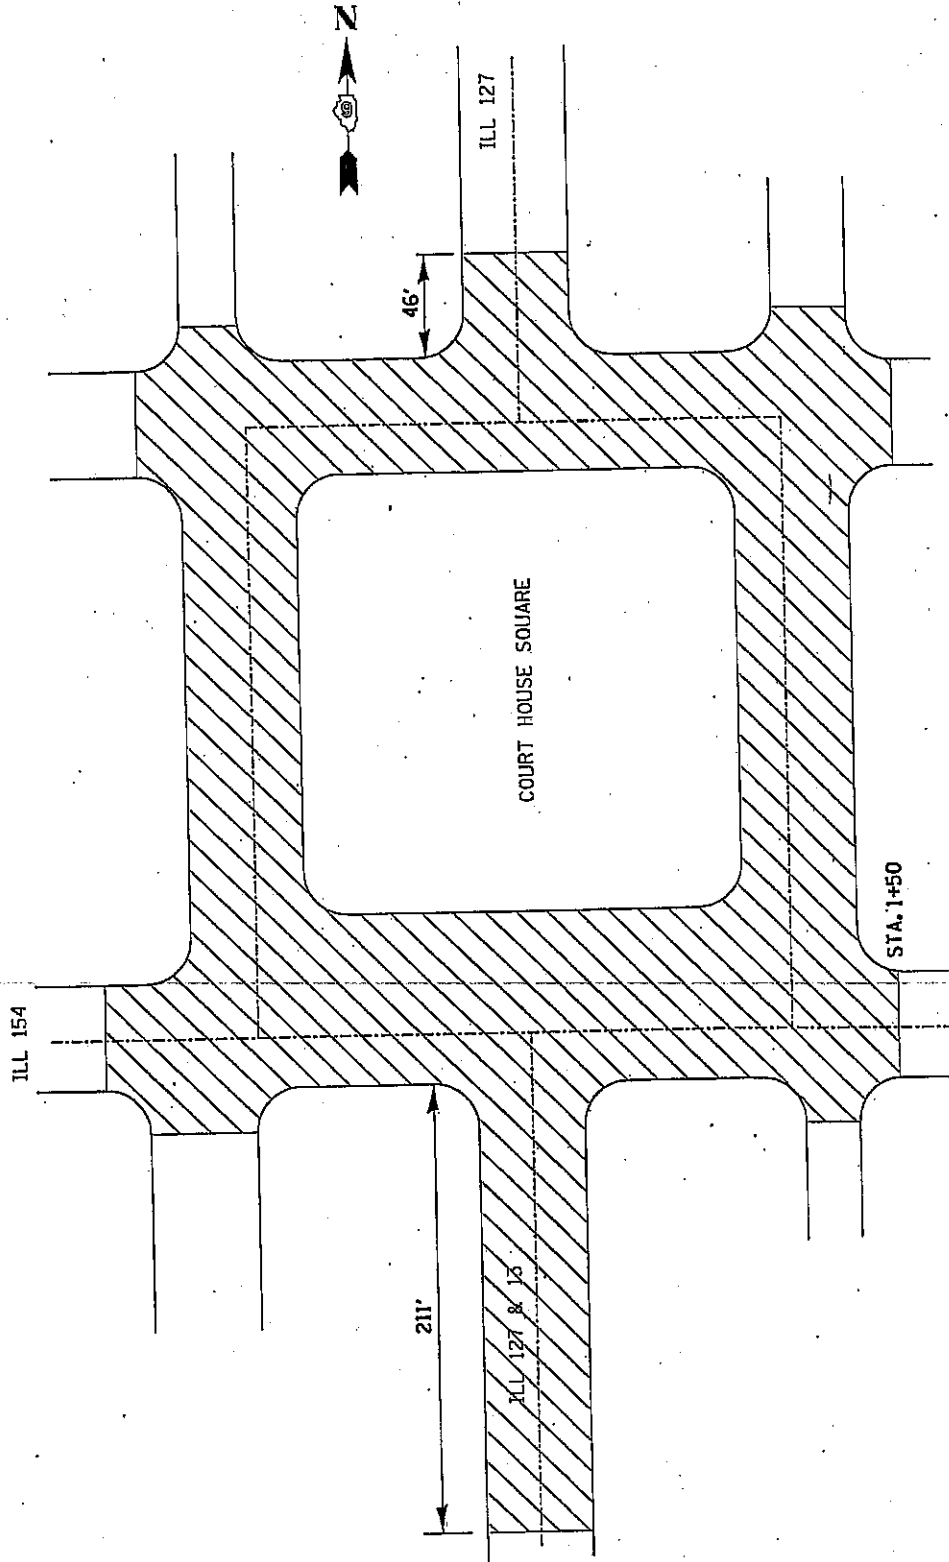 N
ILL 127
46'
COURT HOUSE SQUARE
STA. 1+50
ILL 154
211'
ILL 127 & 13